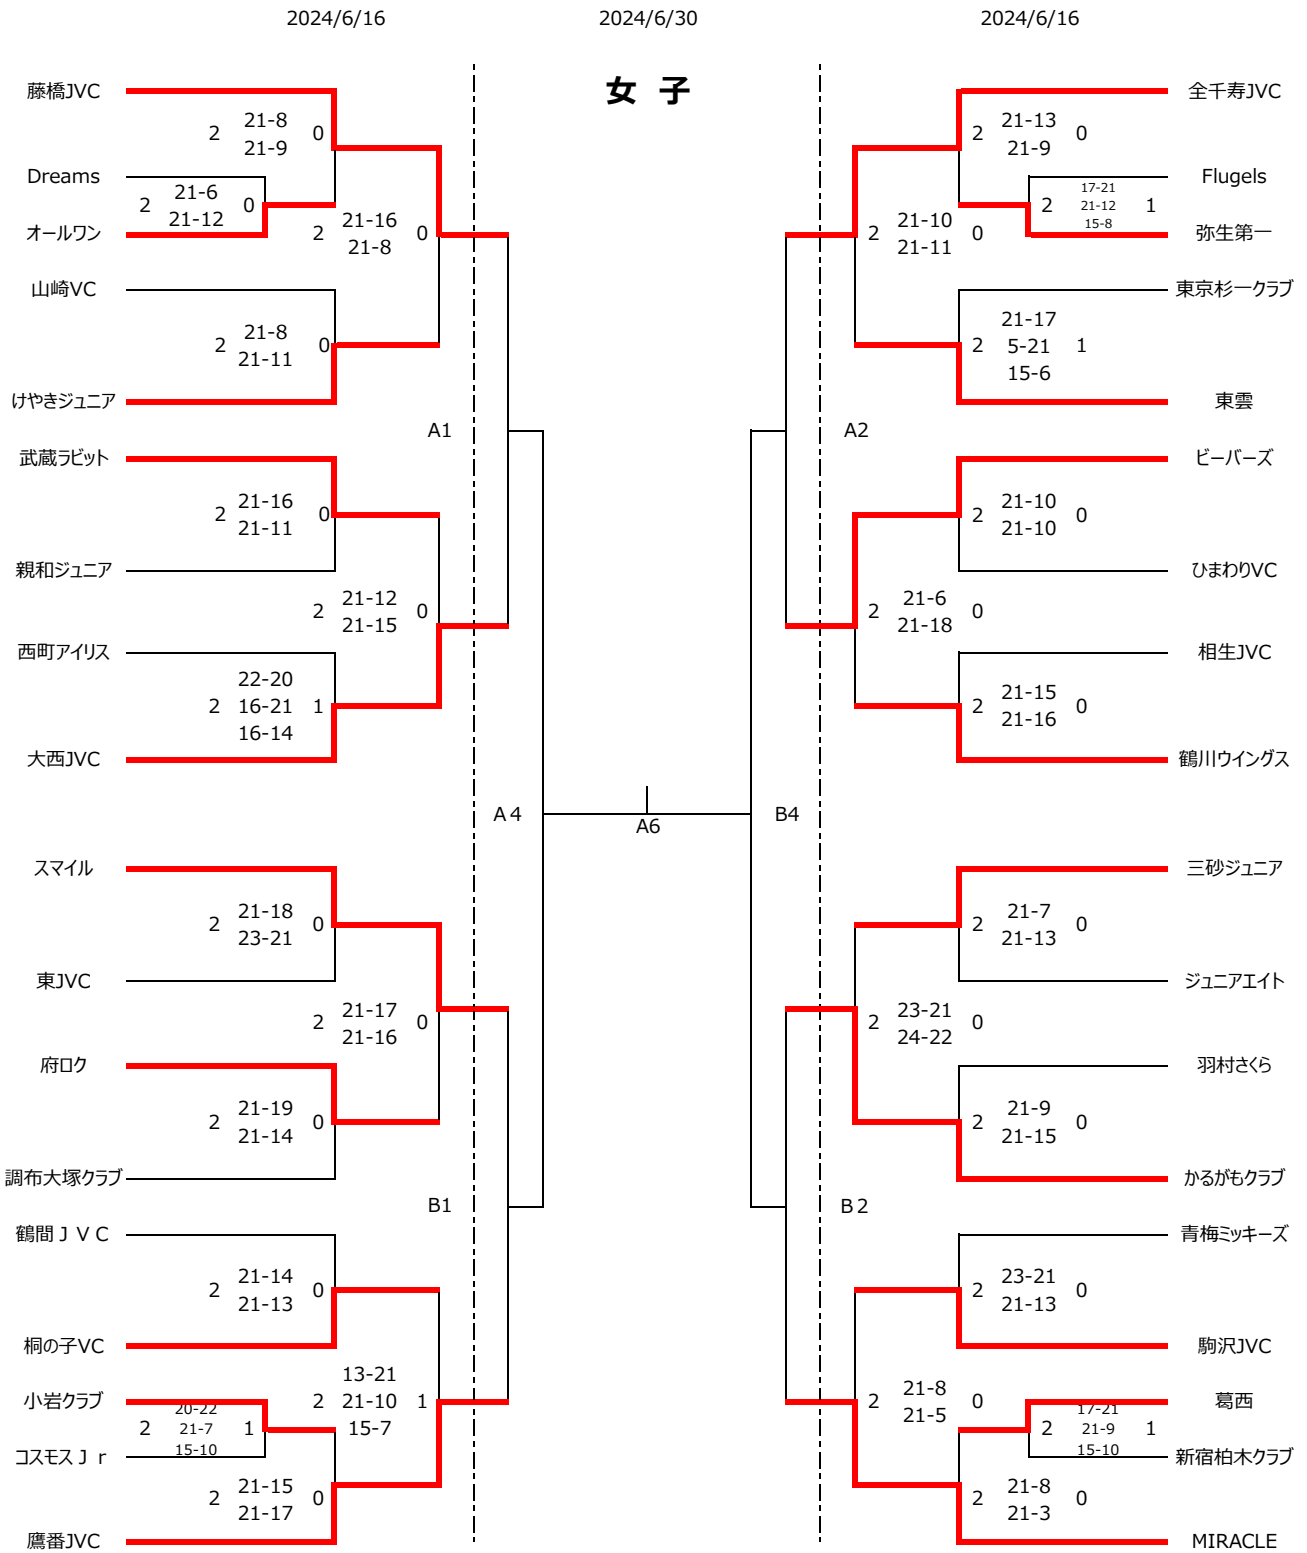 2024/6/16 2024/6/30 2024/6/16
女 子
藤橋JVC
2 21-8 0
21-9
Dreams
2 21-6 0
21-12
オールワン
2 21-16 0
21-8
山崎VC
2 21-8 0
21-11
けやきジュニア
A1
武蔵ラビット
2 21-16 0
21-11
親和ジュニア
2 21-12 0
21-15
西町アイリス
22-20
2 16-21 1
16-14
大西JVC
A４
スマイル
2 21-18 0
23-21
東JVC
2 21-17 0
21-16
府ロク
2 21-19 0
21-14
調布大塚クラブ
B1
鶴間ＪＶＣ
2 21-14 0
21-13
桐の子VC
13-21
2 21-10 1
15-7
小岩クラブ
20-22
2 21-7 1
15-10
コスモスＪｒ
2 21-15 0
21-17
鷹番JVC
A6
全千寿JVC
2 21-13 0
21-9
Flugels
17-21
2 21-12 1
15-8
弥生第一
2 21-10 0
21-11
東京杉一クラブ
21-17
2 5-21 1
15-6
東雲
A2
ビーバーズ
2 21-10 0
21-10
ひまわりVC
2 21-6 0
21-18
相生JVC
2 21-15 0
21-16
鶴川ウイングス
B4
三砂ジュニア
2 21-7 0
21-13
ジュニアエイト
2 23-21 0
24-22
羽村さくら
2 21-9 0
21-15
かるがもクラブ
B２
青梅ミッキーズ
2 23-21 0
21-13
駒沢JVC
2 21-8 0
21-5
葛西
17-21
2 21-9 1
15-10
新宿柏木クラブ
2 21-8 0
21-3
MIRACLE